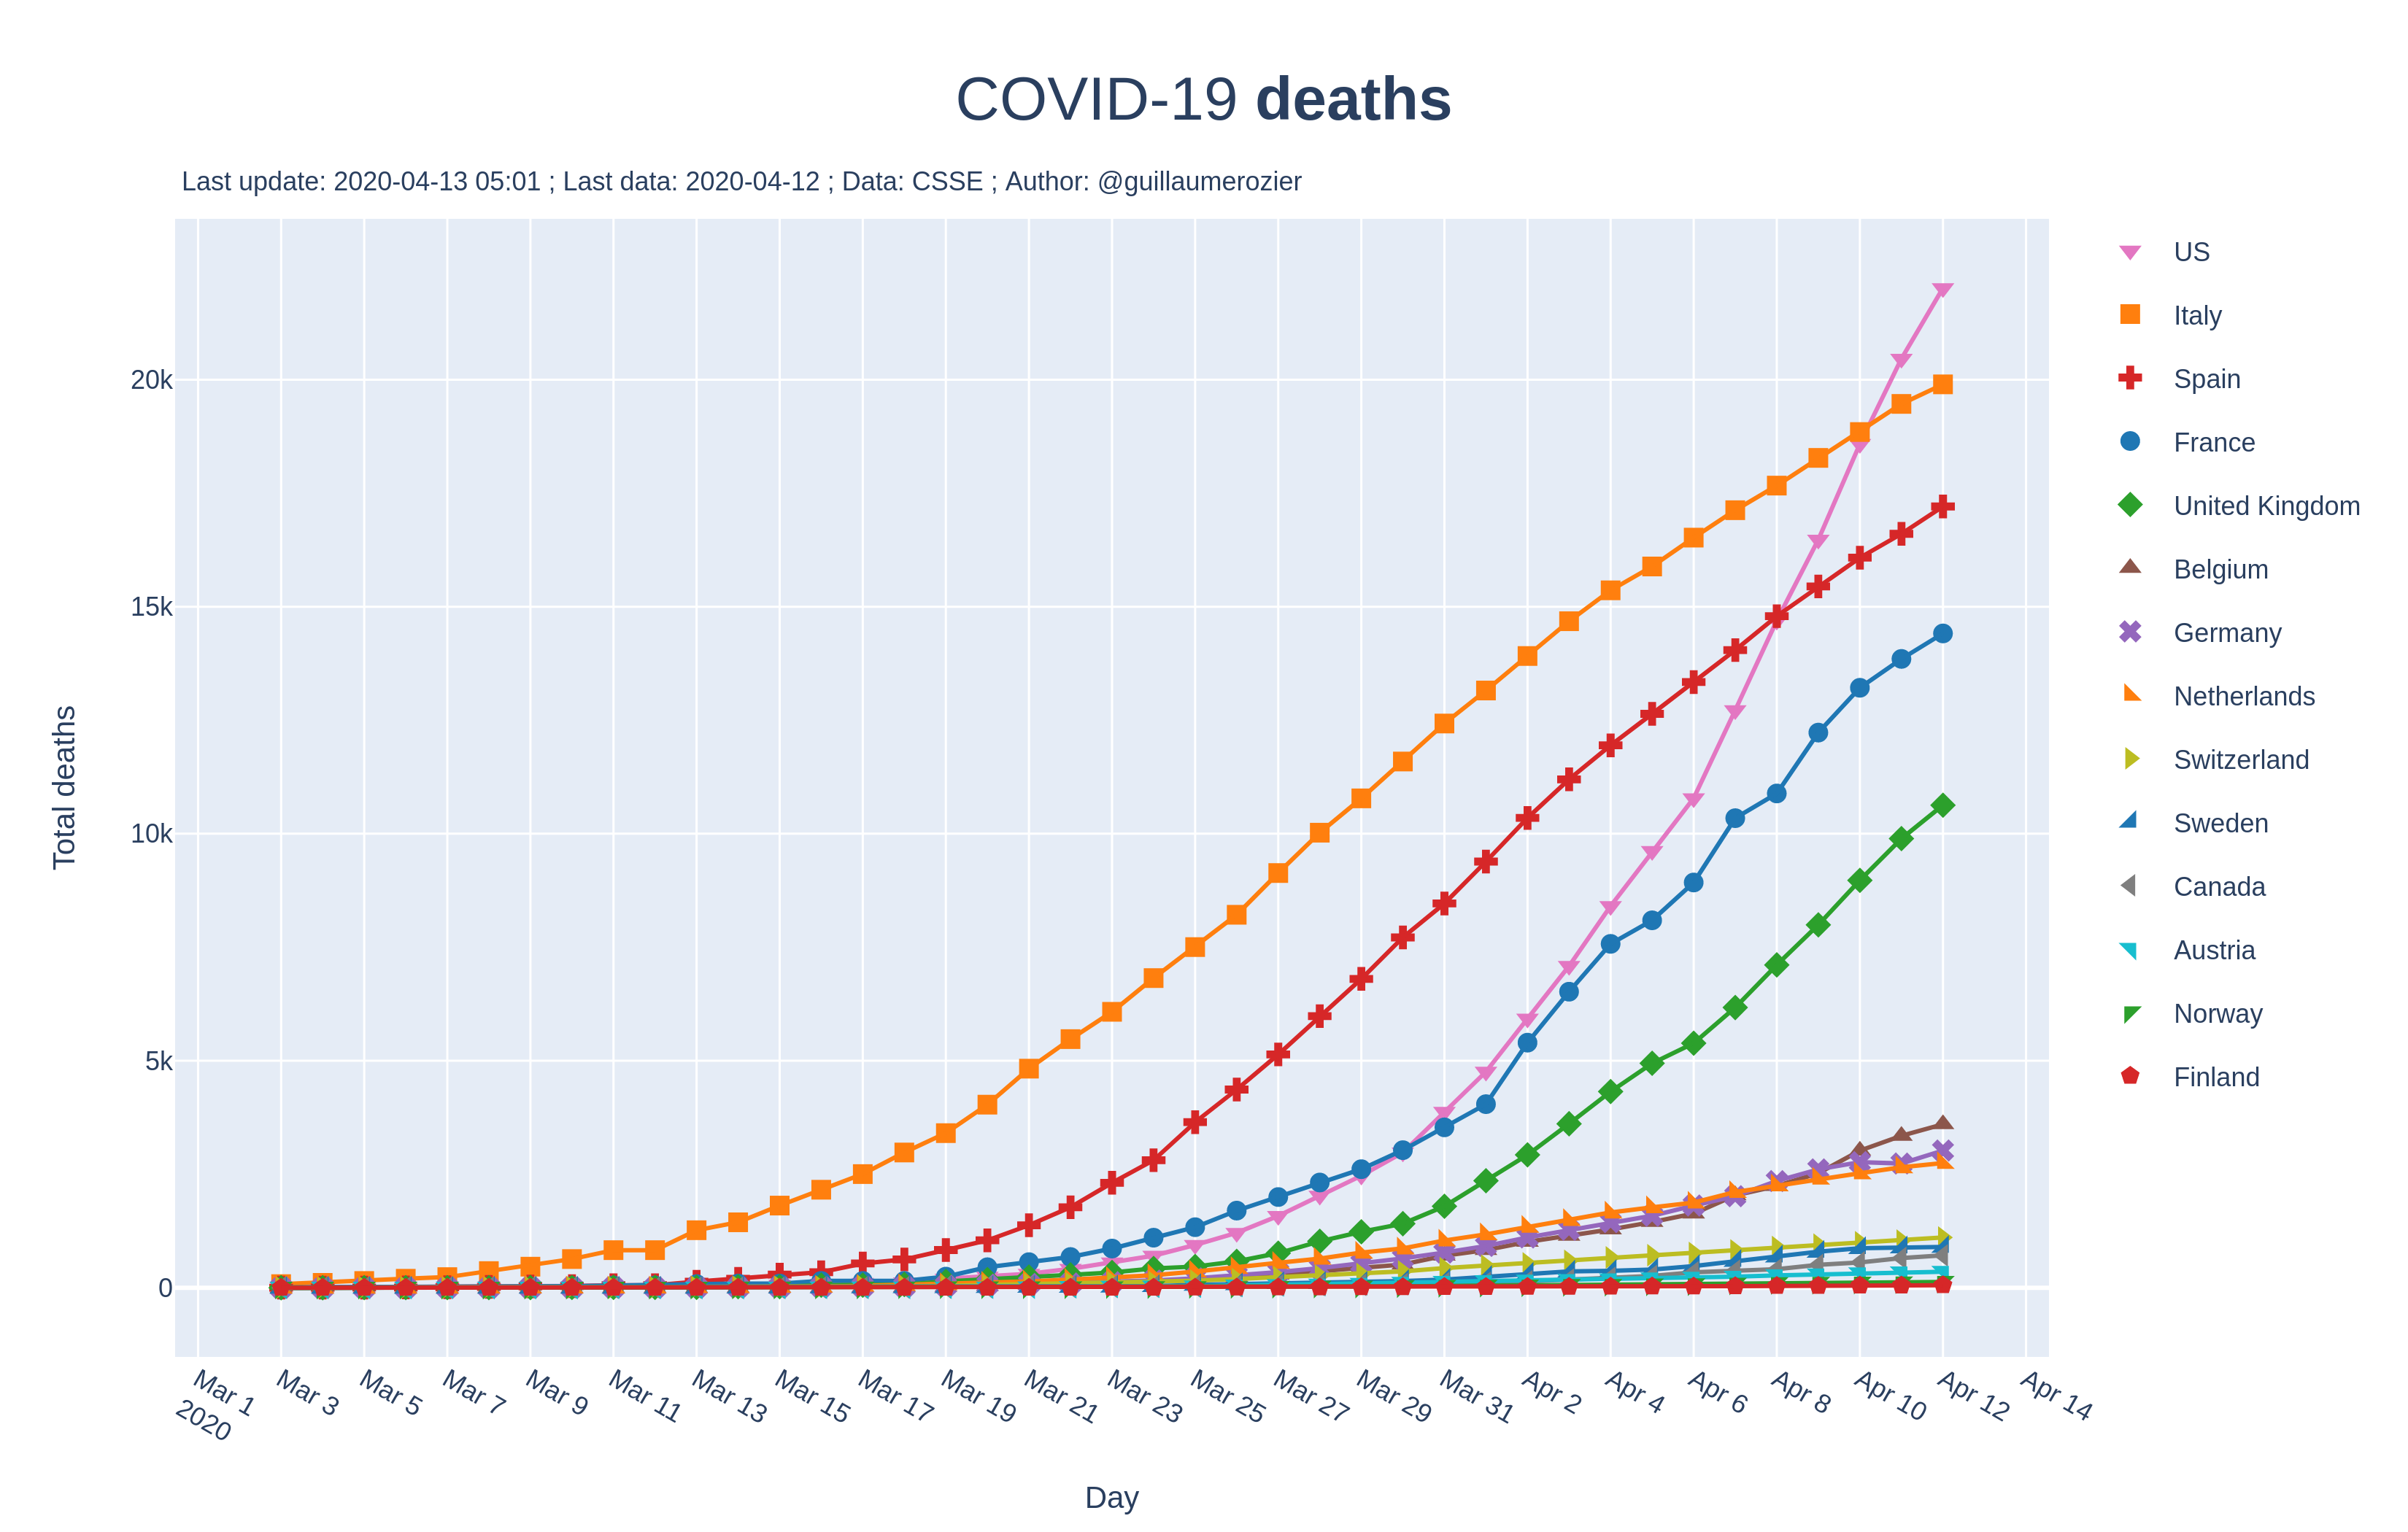 COVID-19 deaths
Last update: 2020-04-13 05:01 ; Last data: 2020-04-12 ; Data: CSSE ; Author: @guillaumerozier
US
Italy
Spain
France
United Kingdom
Belgium
Germany
Netherlands
Switzerland
Sweden
Canada
Austria
Norway
Finland
Total deaths
20k
15k
10k
5k
0
Mar 1
2020
Mar 3
Mar 5
Mar 7
Mar 9
Mar 11
Mar 13
Mar 15
Mar 17
Mar 19
Mar 21
Mar 23
Mar 25
Mar 27
Mar 29
Mar 31
Apr 2
Apr 4
Apr 6
Apr 8
Apr 10
Apr 12
Apr 14
Day